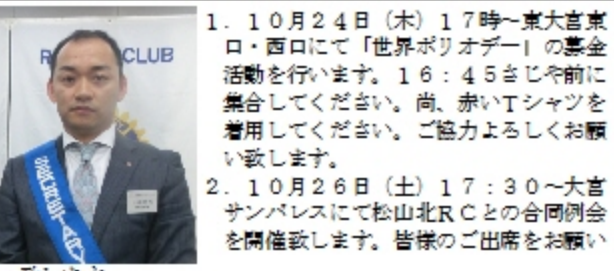 R CLUB
SECRETARY
１．１０月２４日（木）１７時～東大宮東
口・西口にて「世界ポリオデー」の募金
活動を行います。１６：４５さじや前に
集合してください。尚、赤いＴシャツを
着用してください。ご協力よろしくお願
い致します。
２．１０月２６日（土）１７：３０～大宮
サンパレスにて松山北ＲＣとの合同例会
を開催致します。皆様のご出席をお願い